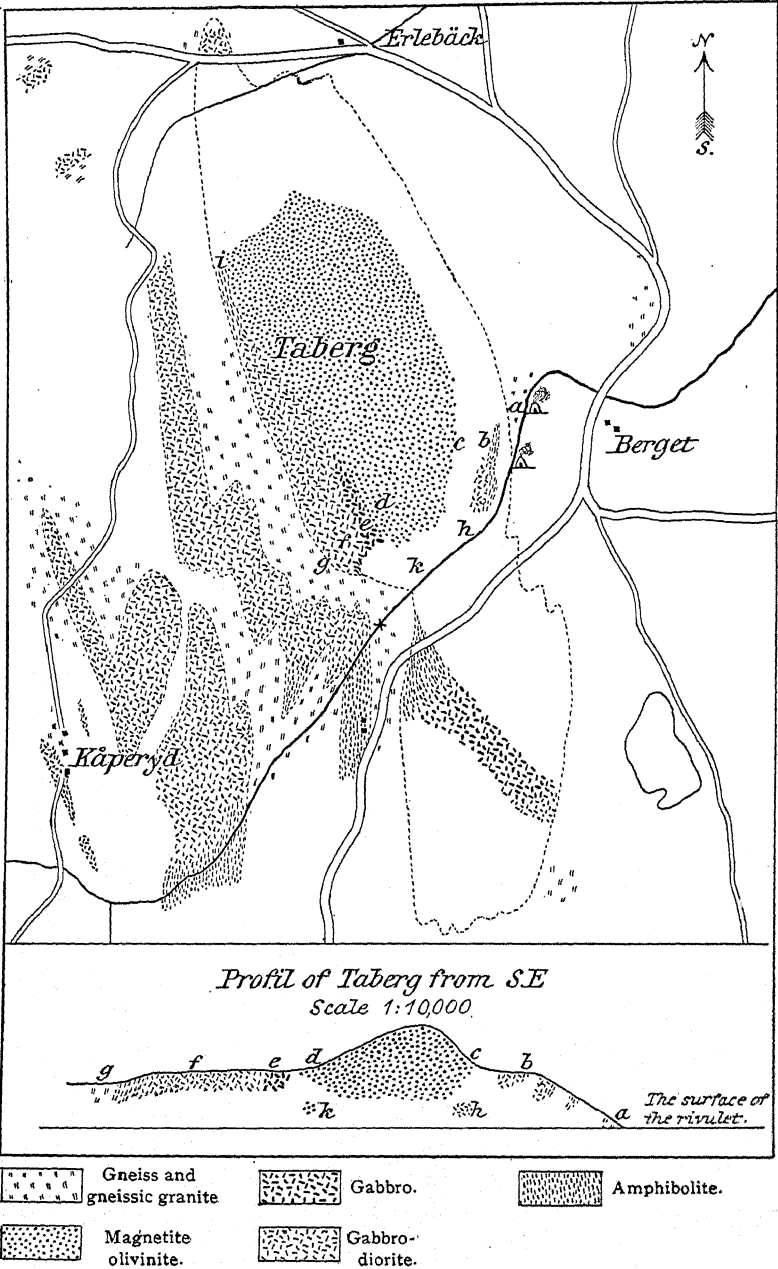 Erlebäck
N
S.
i
Taberg
a
c b
Berget
d
e
f
h
g
k
Kåperyd
Profil of Taberg from SE
Scale 1:10,000
g f e d c b
k h a
The surface of
the rivulet.
Gneiss and
gneissic granite
Gabbro.
Amphibolite.
Magnetite
olivinite.
Gabbro-
diorite.